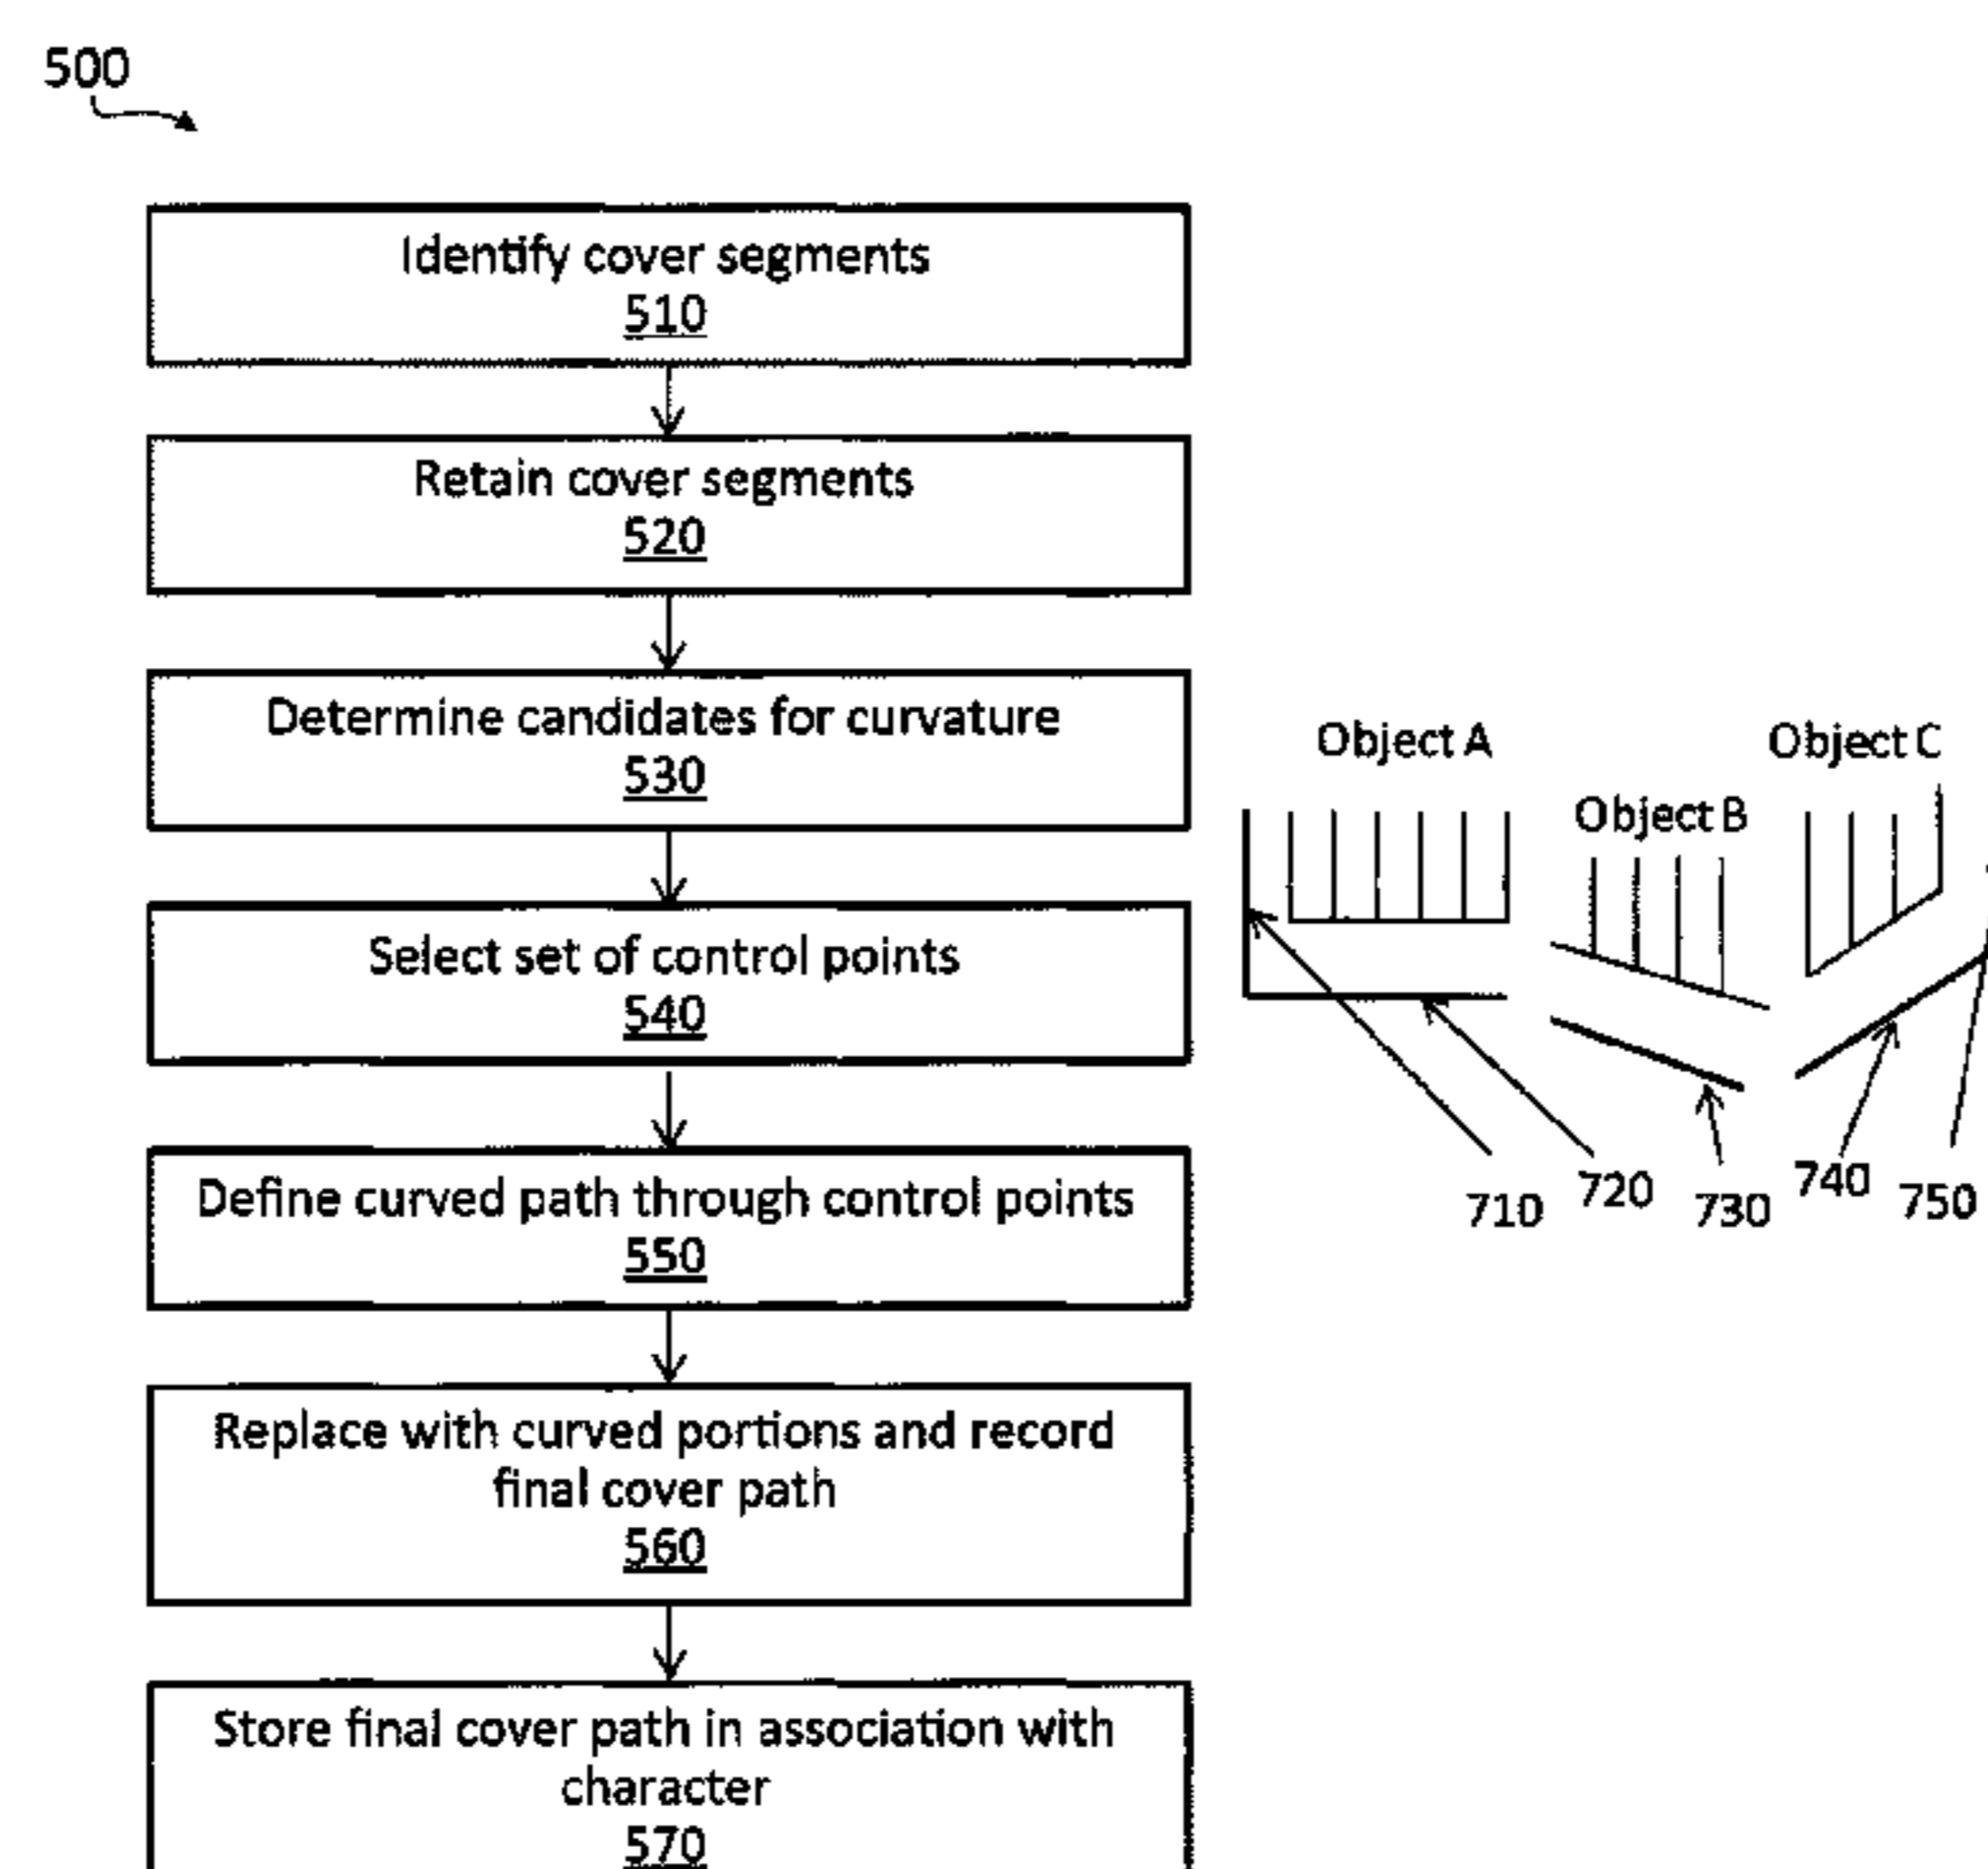 500
Identify cover segments
510
Retain cover segments
520
Determine candidates for curvature
530
Select set of control points
540
Define curved path through control points
550
Replace with curved portions and record
final cover path
560
Store final cover path in association with
character
570
Object A
Object B
Object C
710
720
730
740
750